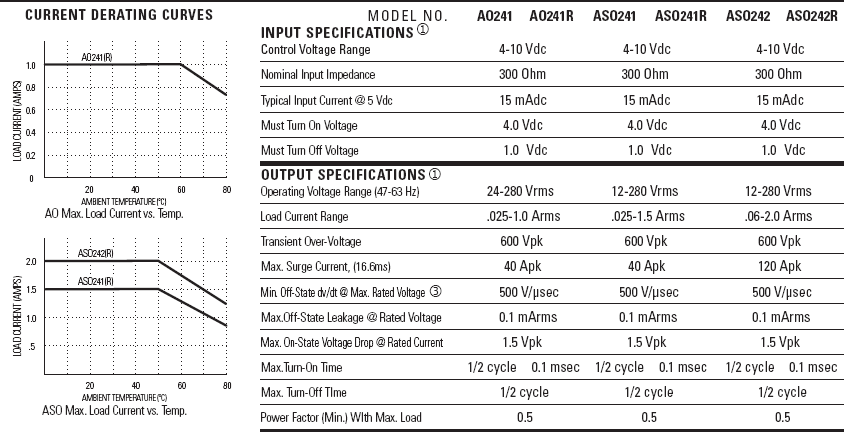 CURRENT DERATING CURVES
AO241(R)
LOAD CURRENT (AMPS)
1.0
0.8
0.6
0.4
0.2
0
20 40 60 80
AMBIENT TEMPERATURE (°C)
AO Max. Load Current vs. Temp.
ASO242(R)
ASO241(R)
LOAD CURRENT (AMPS)
2.0
1.5
1.0
.5
20 40 60 80
AMBIENT TEMPERATURE (°C)
ASO Max. Load Current vs. Temp.
MODEL NO. AO241 AO241R ASO241 ASO241R ASO242 ASO242R
INPUT SPECIFICATIONS ①
Control Voltage Range 4-10 Vdc 4-10 Vdc 4-10 Vdc
Nominal Input Impedance 300 Ohm 300 Ohm 300 Ohm
Typical Input Current @ 5 Vdc 15 mAdc 15 mAdc 15 mAdc
Must Turn On Voltage 4.0 Vdc 4.0 Vdc 4.0 Vdc
Must Turn Off Voltage 1.0 Vdc 1.0 Vdc 1.0 Vdc
OUTPUT SPECIFICATIONS ①
Operating Voltage Range (47-63 Hz) 24-280 Vrms 12-280 Vrms 12-280 Vrms
Load Current Range .025-1.0 Arms .025-1.5 Arms .06-2.0 Arms
Transient Over-Voltage 600 Vpk 600 Vpk 600 Vpk
Max. Surge Current, (16.6ms) 40 Apk 40 Apk 120 Apk
Min. Off-State dv/dt @ Max. Rated Voltage ③ 500 V/µsec 500 V/µsec 500 V/µsec
Max.Off-State Leakage @ Rated Voltage 0.1 mArms 0.1 mArms 0.1 mArms
Max. On-State Voltage Drop @ Rated Current 1.5 Vpk 1.5 Vpk 1.5 Vpk
Max.Turn-On Time 1/2 cycle 0.1 msec 1/2 cycle 0.1 msec 1/2 cycle 0.1 msec
Max. Turn-Off TIme 1/2 cycle 1/2 cycle 1/2 cycle
Power Factor (Min.) WIth Max. Load 0.5 0.5 0.5